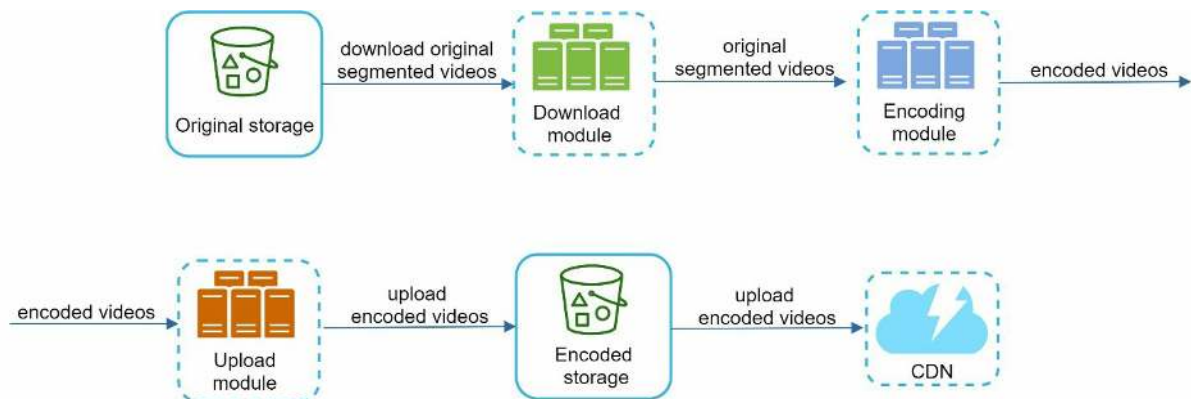 download original
segmented videos
original
segmented videos
encoded videos
Original storage
Download
module
Encoding
module
encoded videos
upload
encoded videos
upload
encoded videos
Upload
module
Encoded
storage
CDN